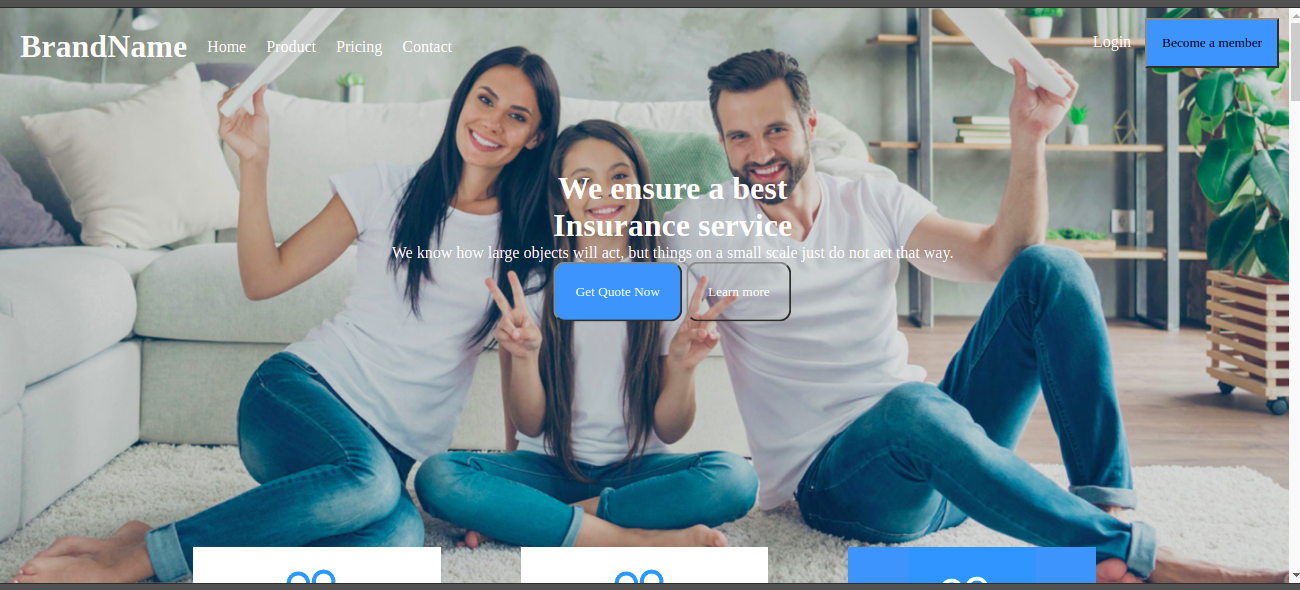 BrandName
Home Product Pricing Contact
Login
Become a member
We ensure a best
Insurance service
We know how large objects will act, but things on a small scale just do not act that way.
Get Quote Now
Learn more